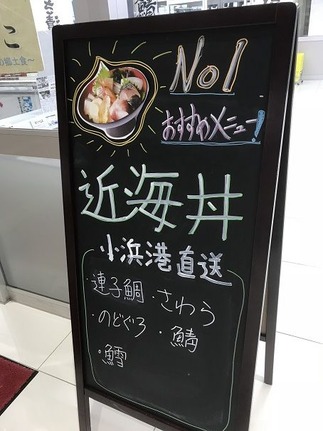 No1
おすすめメニュー!
近海丼
小浜港直送
・連子鯛 ・さわら
・のどぐろ ・鯖
・鱈